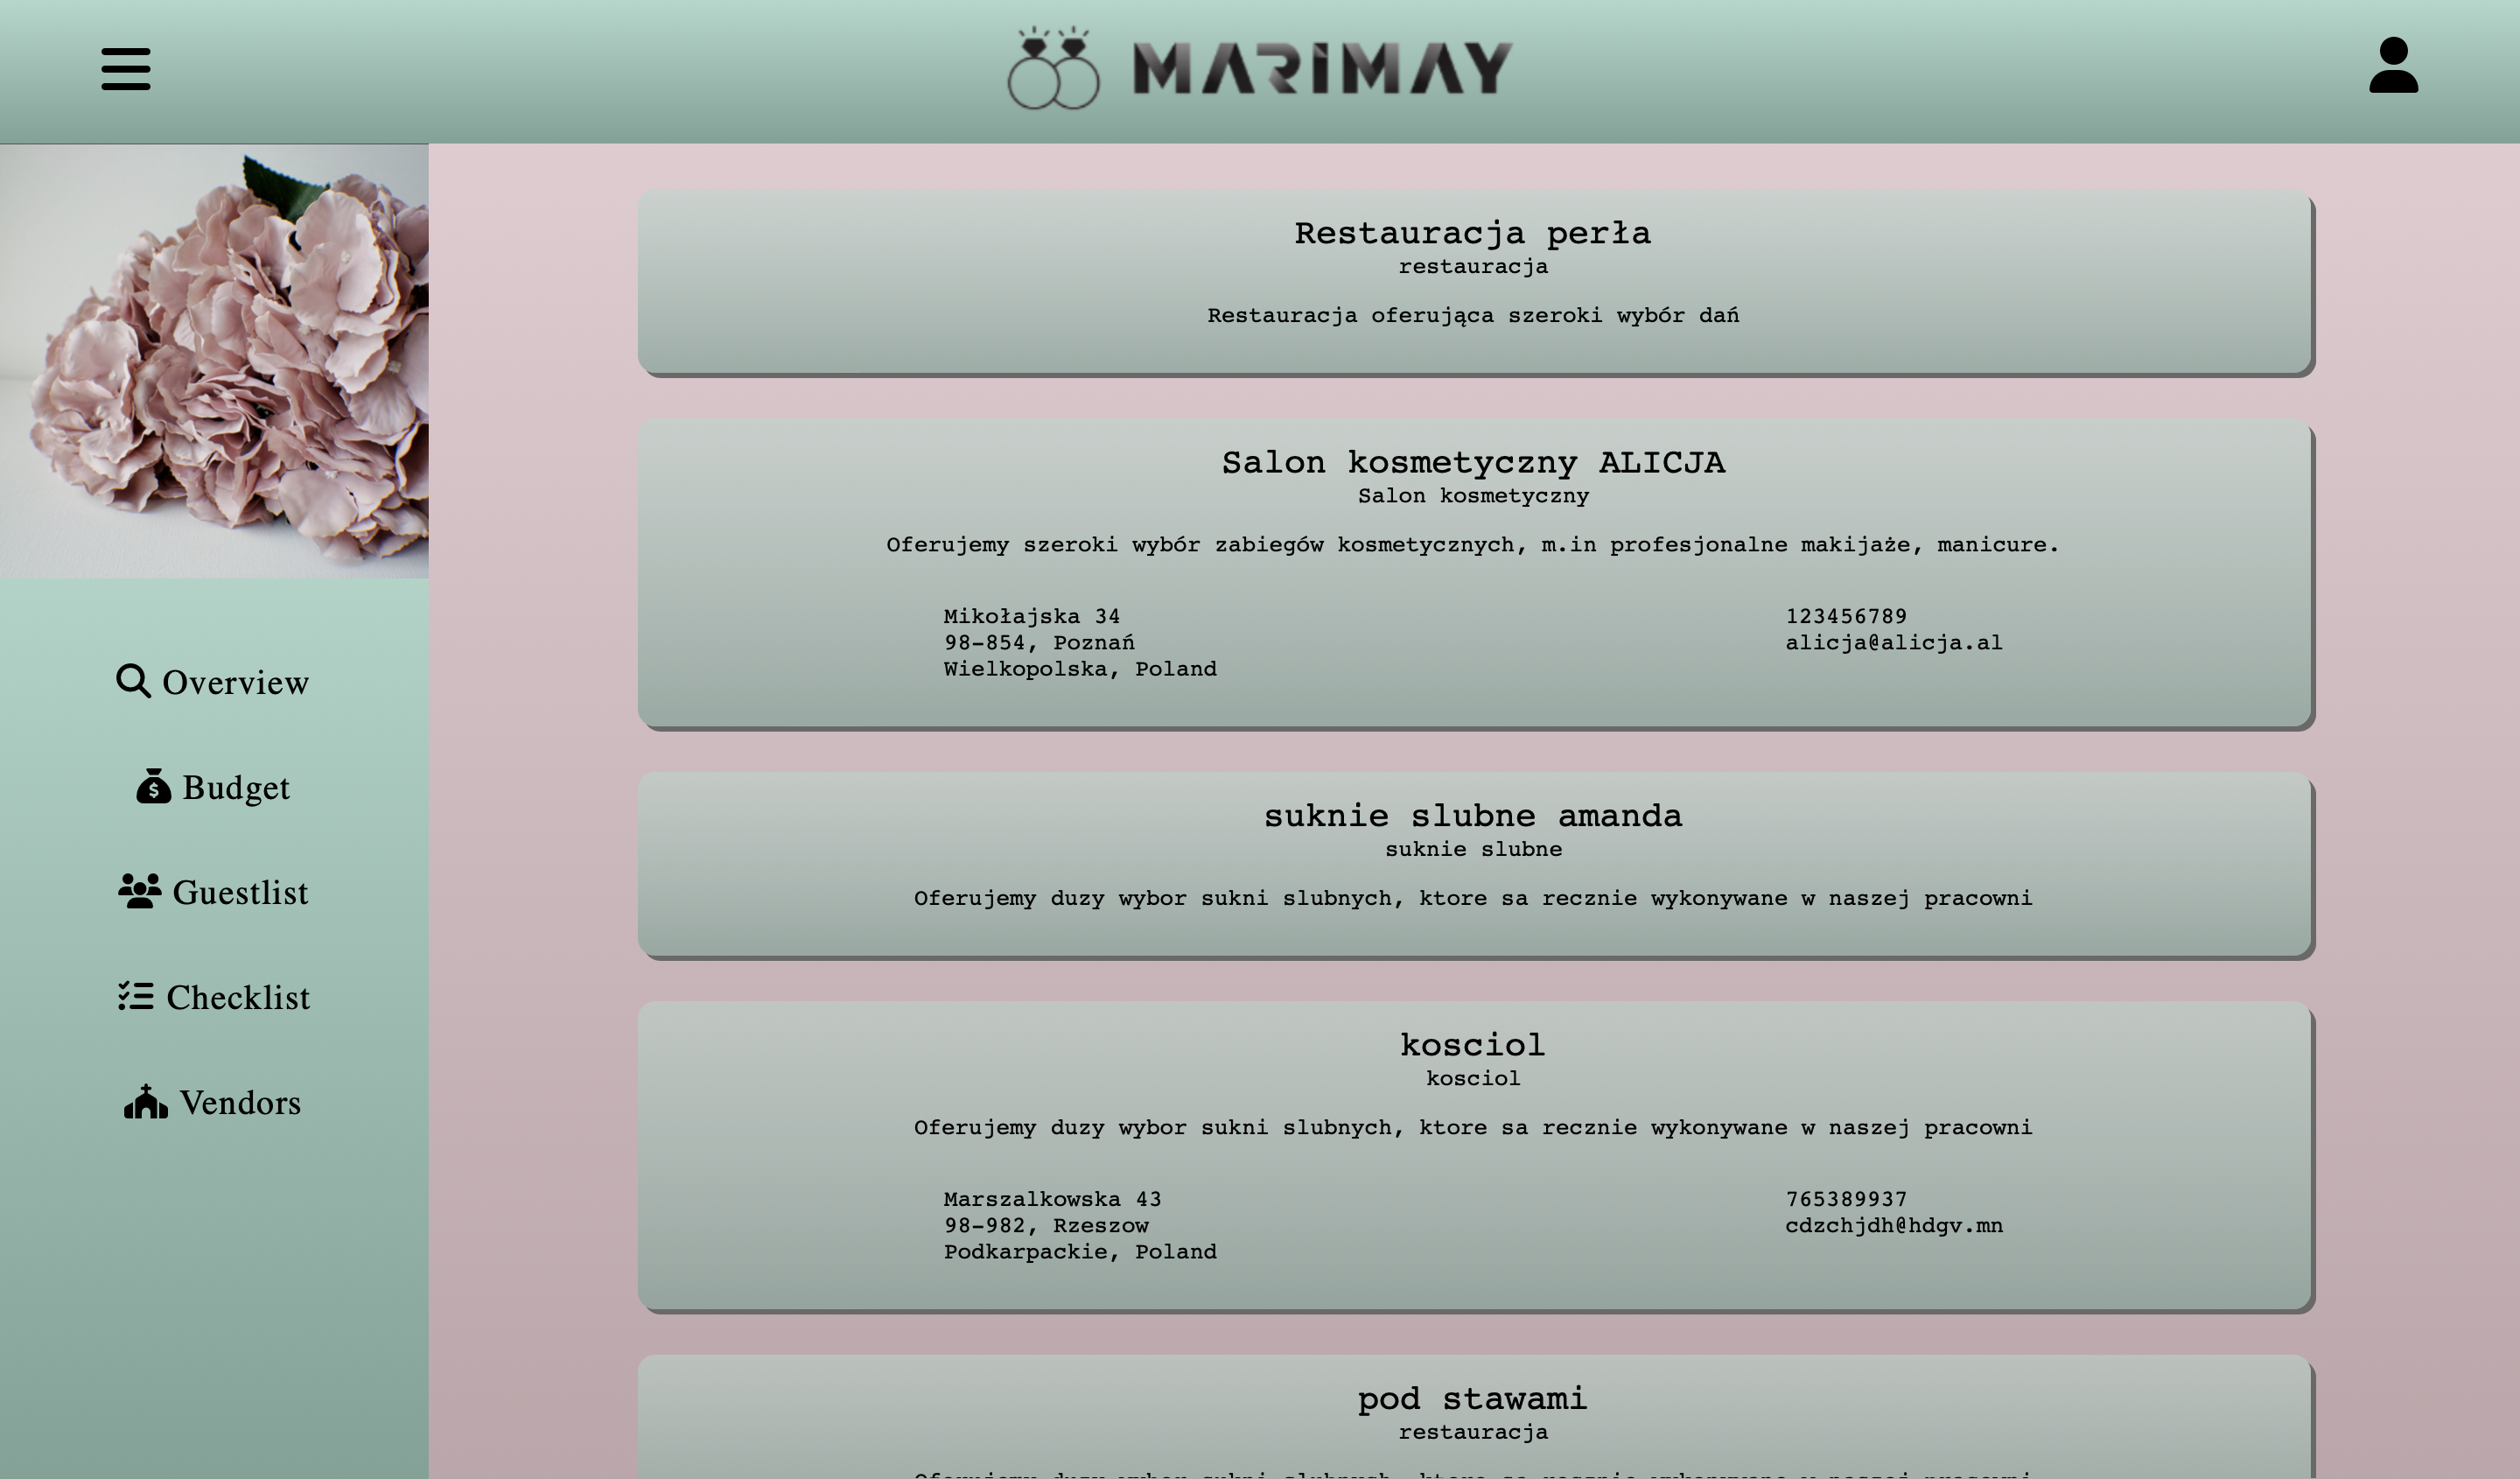 MARIMAY
Overview
Budget
Guestlist
Checklist
Vendors
Restauracja perła
restauracja
Restauracja oferująca szeroki wybór dań
Salon kosmetyczny ALICJA
Salon kosmetyczny
Oferujemy szeroki wybór zabiegów kosmetycznych, m.in profesjonalne makijaże, manicure.
Mikołajska 34
98-854, Poznań
Wielkopolska, Poland
123456789
alicja@alicja.al
suknie slubne amanda
suknie slubne
Oferujemy duzy wybor sukni slubnych, ktore sa recznie wykonywane w naszej pracowni
kosciol
kosciol
Oferujemy duzy wybor sukni slubnych, ktore sa recznie wykonywane w naszej pracowni
Marszalkowska 43
98-982, Rzeszow
Podkarpackie, Poland
765389937
cdzchjdh@hdgv.mn
pod stawami
restauracja